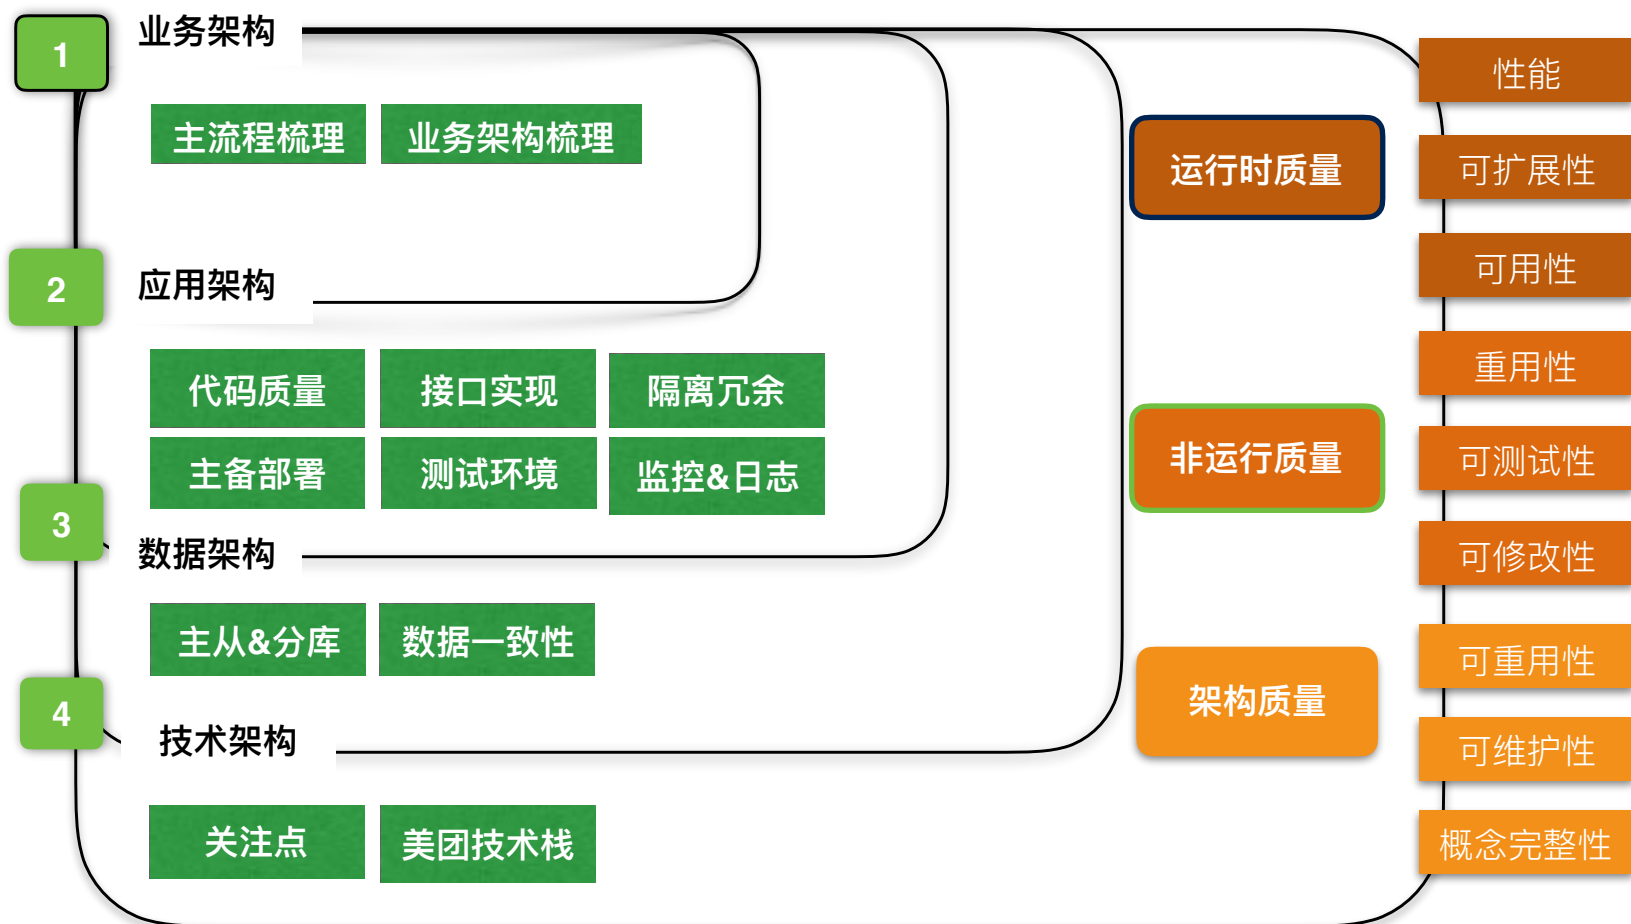 1
业务架构
主流程梳理
业务架构梳理
2
应用架构
代码质量
接口实现
隔离冗余
主备部署
测试环境
监控&日志
3
数据架构
主从&分库
数据一致性
4
技术架构
关注点
美团技术栈
运行时质量
非运行质量
架构质量
性能
可扩展性
可用性
重用性
可测试性
可修改性
可重用性
可维护性
概念完整性